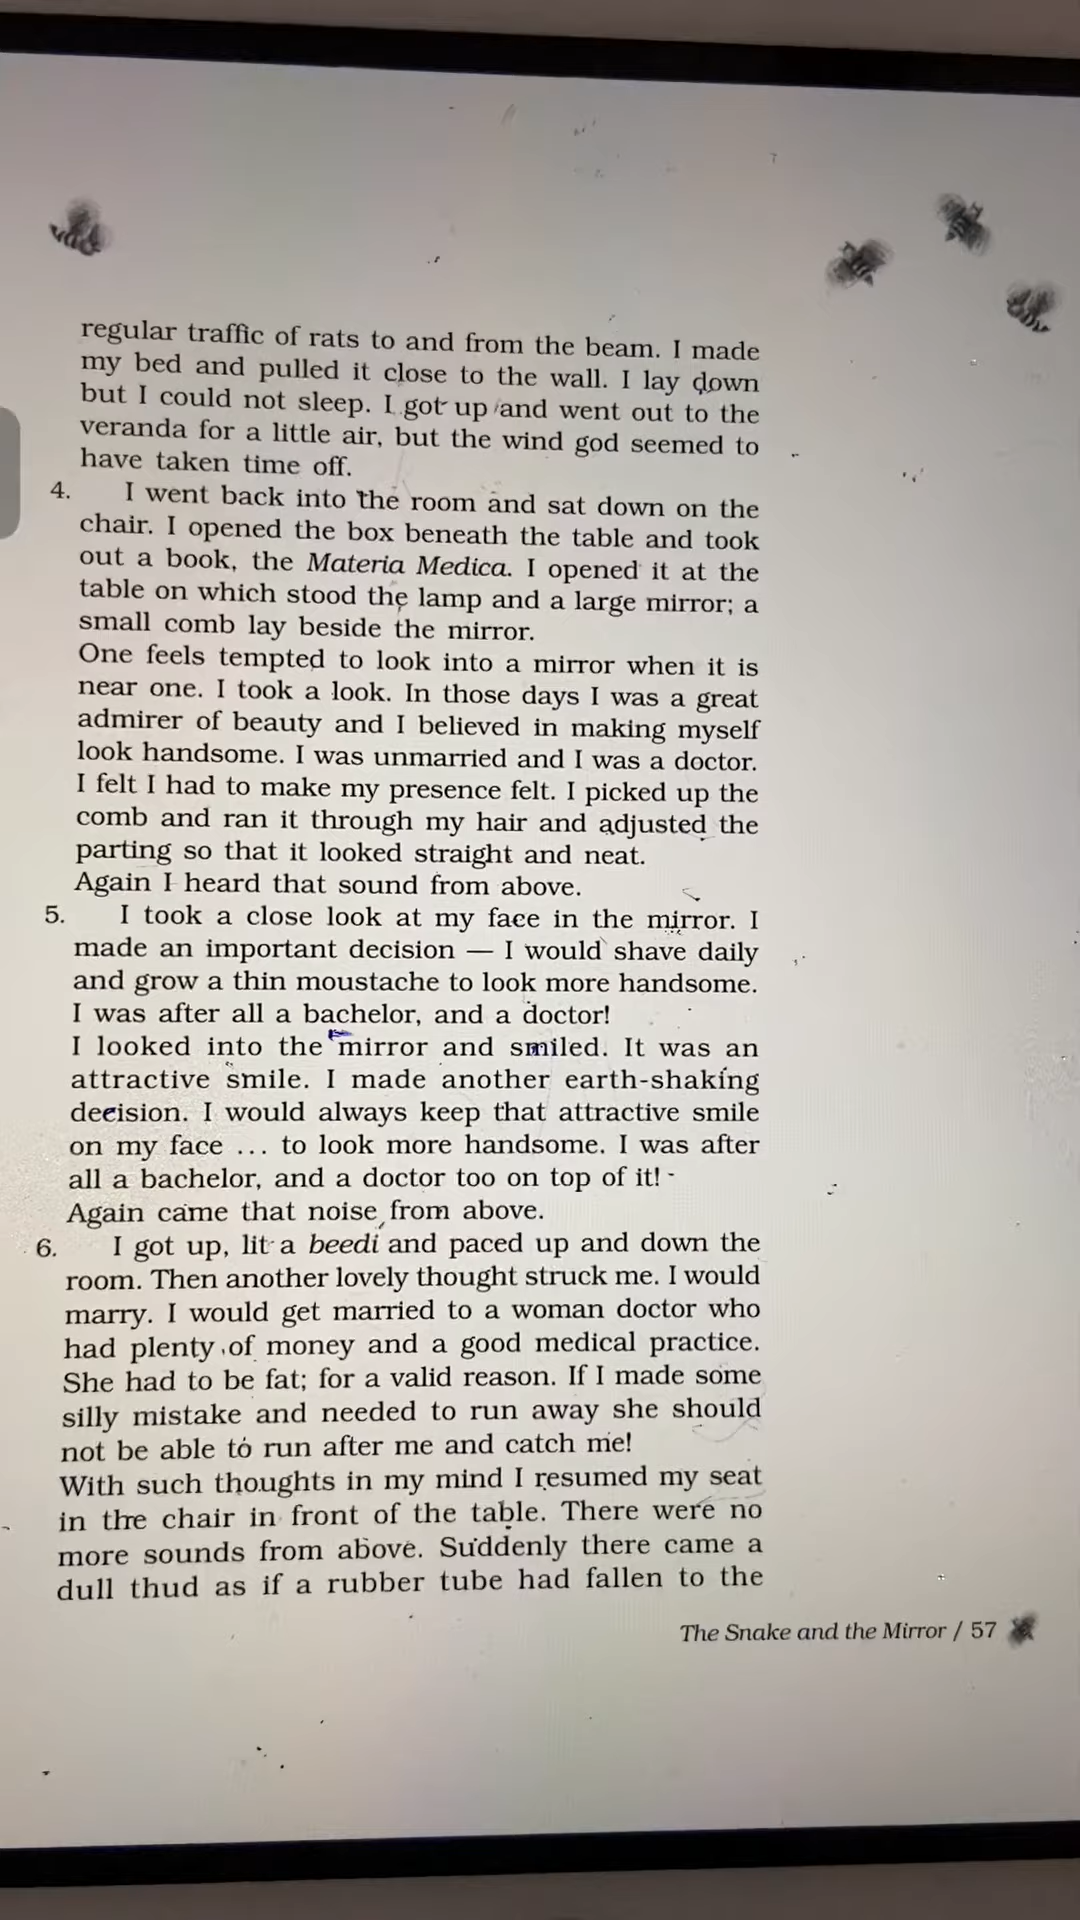 regular traffic of rats to and from the beam. I made
my bed and pulled it close to the wall. I lay down
but I could not sleep. I got up and went out to the
veranda for a little air, but the wind god seemed to
have taken time off.
4. I went back into the room and sat down on the
chair. I opened the box beneath the table and took
out a book, the Materia Medica. I opened it at the
table on which stood the lamp and a large mirror; a
small comb lay beside the mirror.
One feels tempted to look into a mirror when it is
near one. I took a look. In those days I was a great
admirer of beauty and I believed in making myself
look handsome. I was unmarried and I was a doctor.
I felt I had to make my presence felt. I picked up the
comb and ran it through my hair and adjusted the
parting so that it looked straight and neat.
Again I heard that sound from above.
5. I took a close look at my face in the mirror. I
made an important decision — I would shave daily
and grow a thin moustache to look more handsome.
I was after all a bachelor, and a doctor!
I looked into the mirror and smiled. It was an
attractive smile. I made another earth-shaking
decision. I would always keep that attractive smile
on my face ... to look more handsome. I was after
all a bachelor, and a doctor too on top of it!
Again came that noise from above.
6. I got up, lit a beedi and paced up and down the
room. Then another lovely thought struck me. I would
marry. I would get married to a woman doctor who
had plenty of money and a good medical practice.
She had to be fat; for a valid reason. If I made some
silly mistake and needed to run away she should
not be able to run after me and catch me!
With such thoughts in my mind I resumed my seat
in the chair in front of the table. There were no
more sounds from above. Suddenly there came a
dull thud as if a rubber tube had fallen to the
The Snake and the Mirror / 57